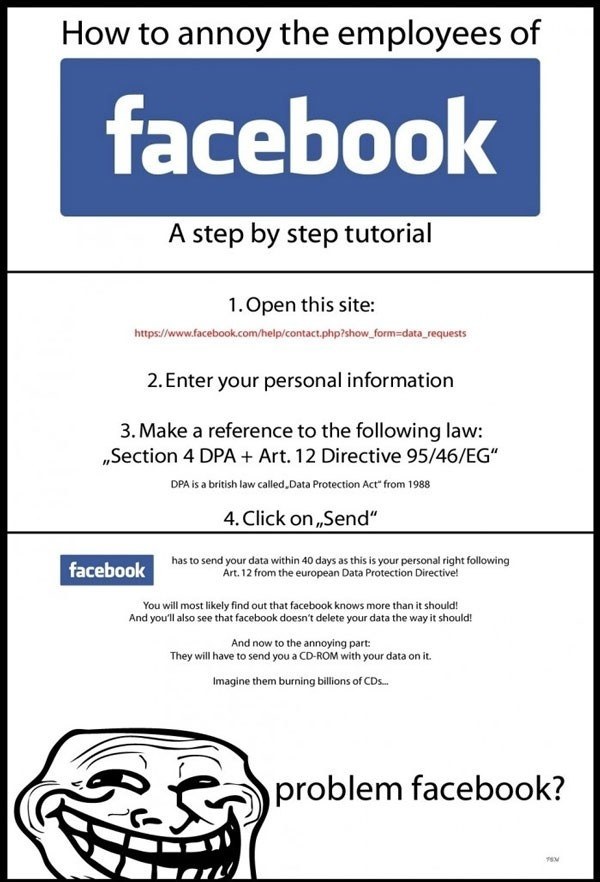 How to annoy the employees of
facebook
A step by step tutorial
1. Open this site:
https://www.facebook.com/help/contact.php?show_form=data_requests
2. Enter your personal information
3. Make a reference to the following law:
„Section 4 DPA + Art. 12 Directive 95/46/EG“
DPA is a british law called „Data Protection Act“ from 1988
4. Click on „Send“
facebook
has to send your data within 40 days as this is your personal right following
Art. 12 from the european Data Protection Directive!
You will most likely find out that facebook knows more than it should!
And you'll also see that facebook doesn't delete your data the way it should!
And now to the annoying part:
They will have to send you a CD-ROM with your data on it.
Imagine them burning billions of CDs...
problem facebook?